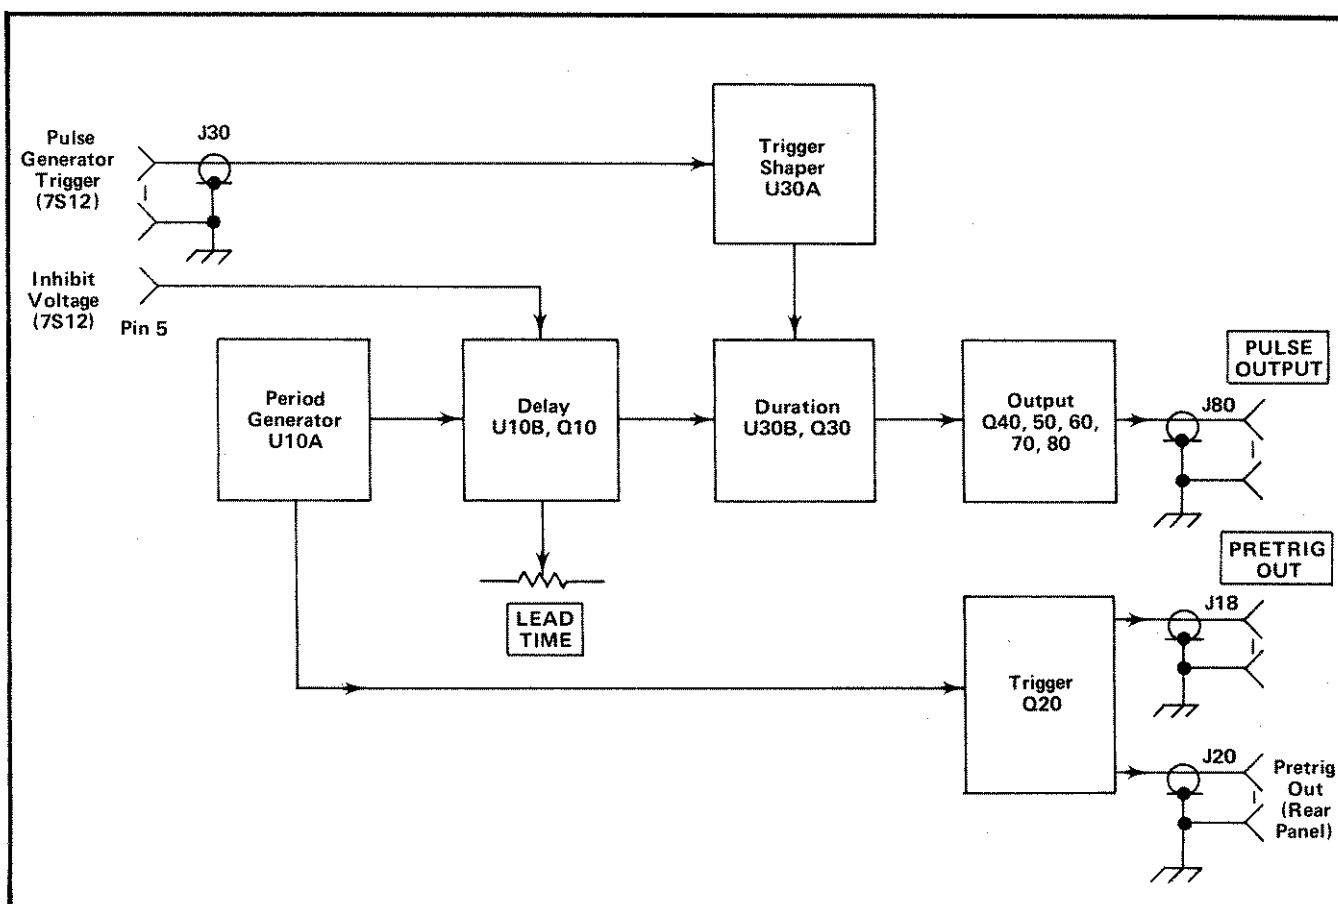 Pulse
Generator
Trigger
(7S12)
J30
Trigger
Shaper
U30A
Inhibit
Voltage
(7S12)
Pin 5
Period
Generator
U10A
Delay
U10B, Q10
Duration
U30B, Q30
Output
Q40, 50, 60,
70, 80
PULSE
OUTPUT
J80
LEAD
TIME
PRETRIG
OUT
J18
Trigger
Q20
J20
Pretrig
Out
(Rear
Panel)